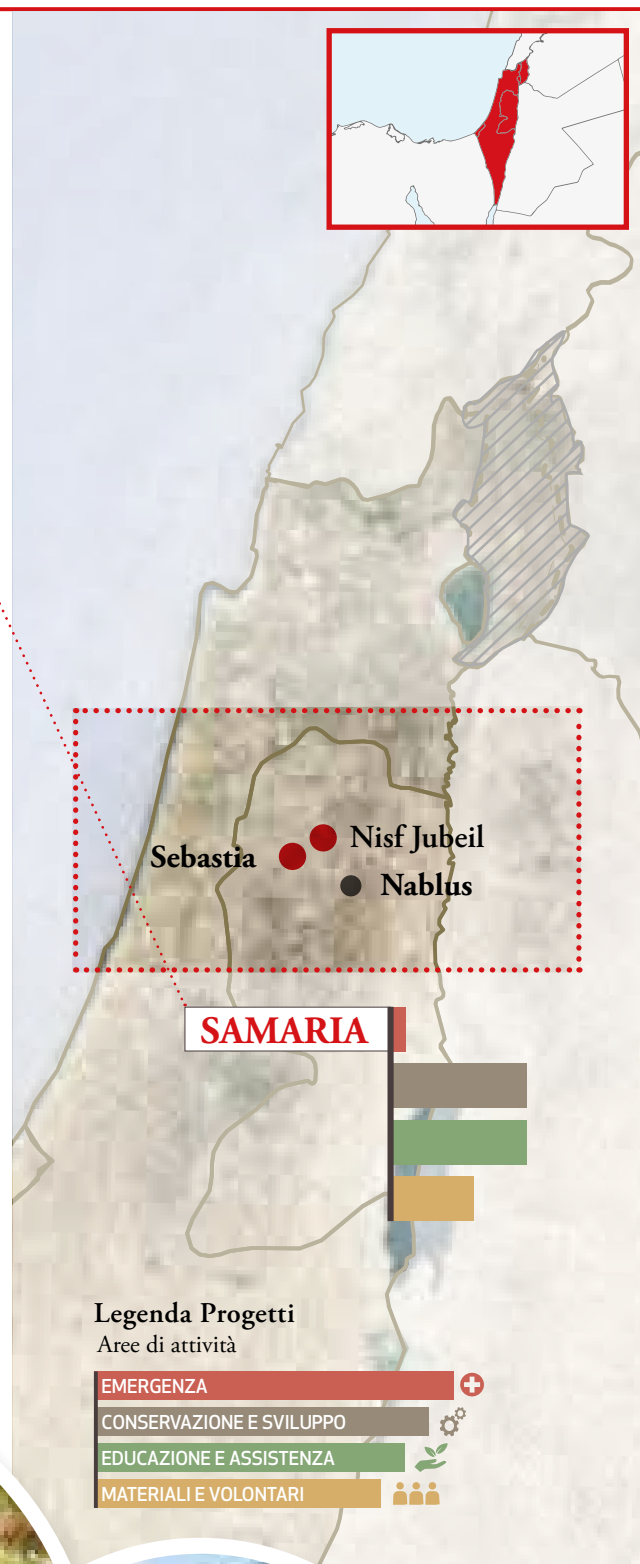 Nisf Jubeil
Sebastia
Nablus
SAMARIA
Legenda Progetti
Aree di attività
EMERGENZA
CONSERVAZIONE E SVILUPPO
EDUCAZIONE E ASSISTENZA
MATERIALI E VOLONTARI